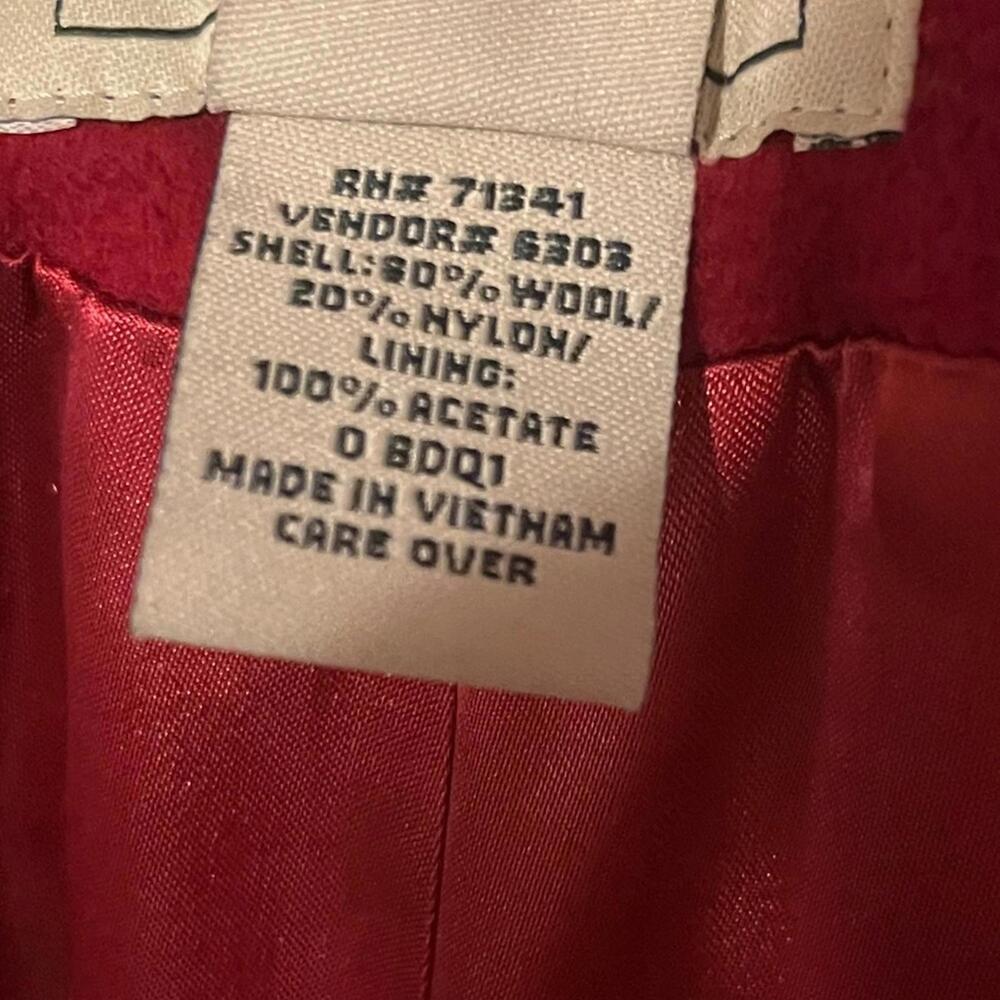 RN# 71341
VENDOR# 6303
SHELL:80% WOOL/
20% NYLON/
LINING:
100% ACETATE
0 BDQ1
MADE IN VIETNAM
CARE OVER